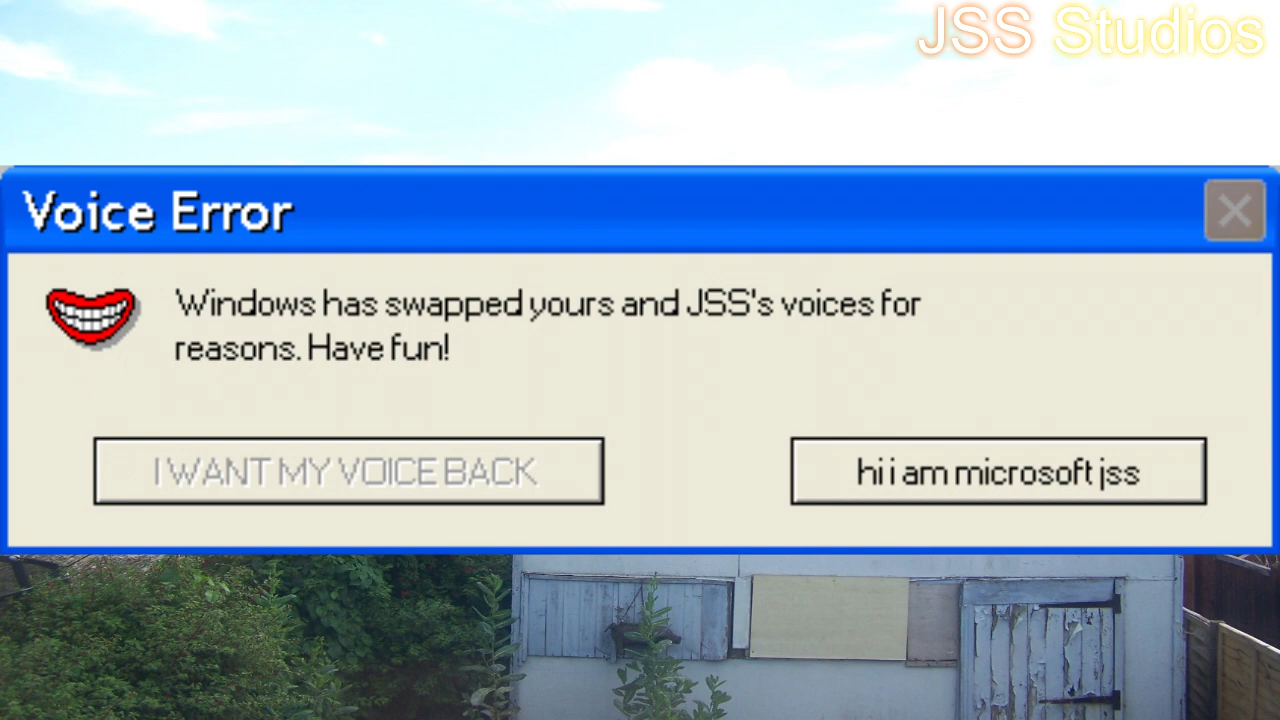 JSS Studios
Voice Error
Windows has swapped yours and JSS's voices for
reasons. Have fun!
I WANT MY VOICE BACK
hi i am microsoft jss